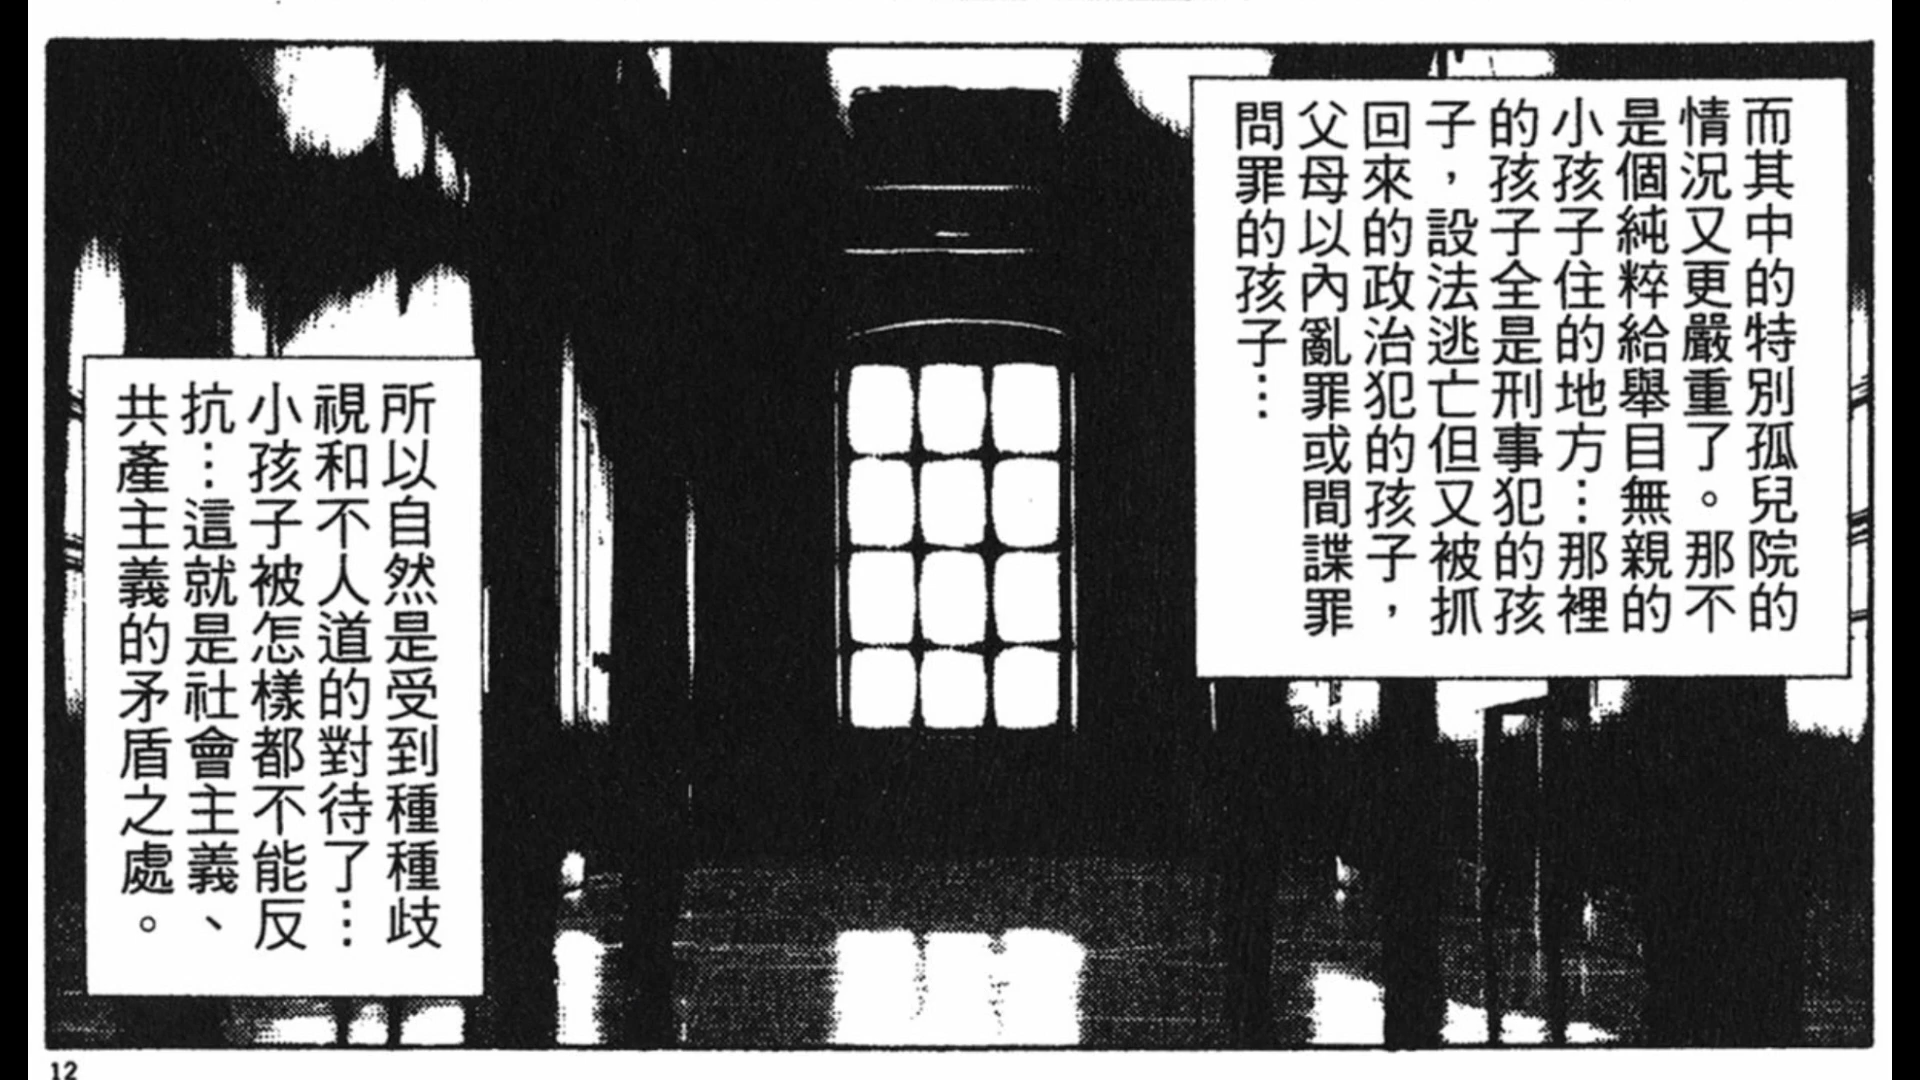 而其中的特別孤兒院的
情況又更嚴重了。那不
是個純粹給舉目無親的
小孩子住的地方…那裡
的孩子全是刑事犯的孩
子，設法逃亡但又被抓
回來的政治犯的孩子，
父母以內亂罪或間諜罪
問罪的孩子…
所以自然是受到種種歧
視和不人道的對待了…
小孩子被怎樣都不能反
抗…這就是社會主義、
共產主義的矛盾之處。
12